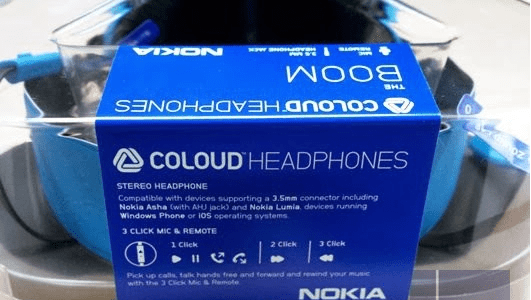 NOKIA
3.5 MM
HEADPHONE JACK
MIC
REMOTE
THE BOOM
COLOUD™ HEADPHONES
COLOUD™ HEADPHONES
STEREO HEADPHONE
Compatible with devices supporting a 3.5mm connector including
Nokia Asha (with AHJ jack) and Nokia Lumia, devices running
Windows Phone or iOS operating systems.
3 CLICK MIC & REMOTE
1 Click 2 Click 3 Click
Pick up calls, talk hands free and forward and rewind your music
with the 3 Click Mic & Remote.
NOKIA